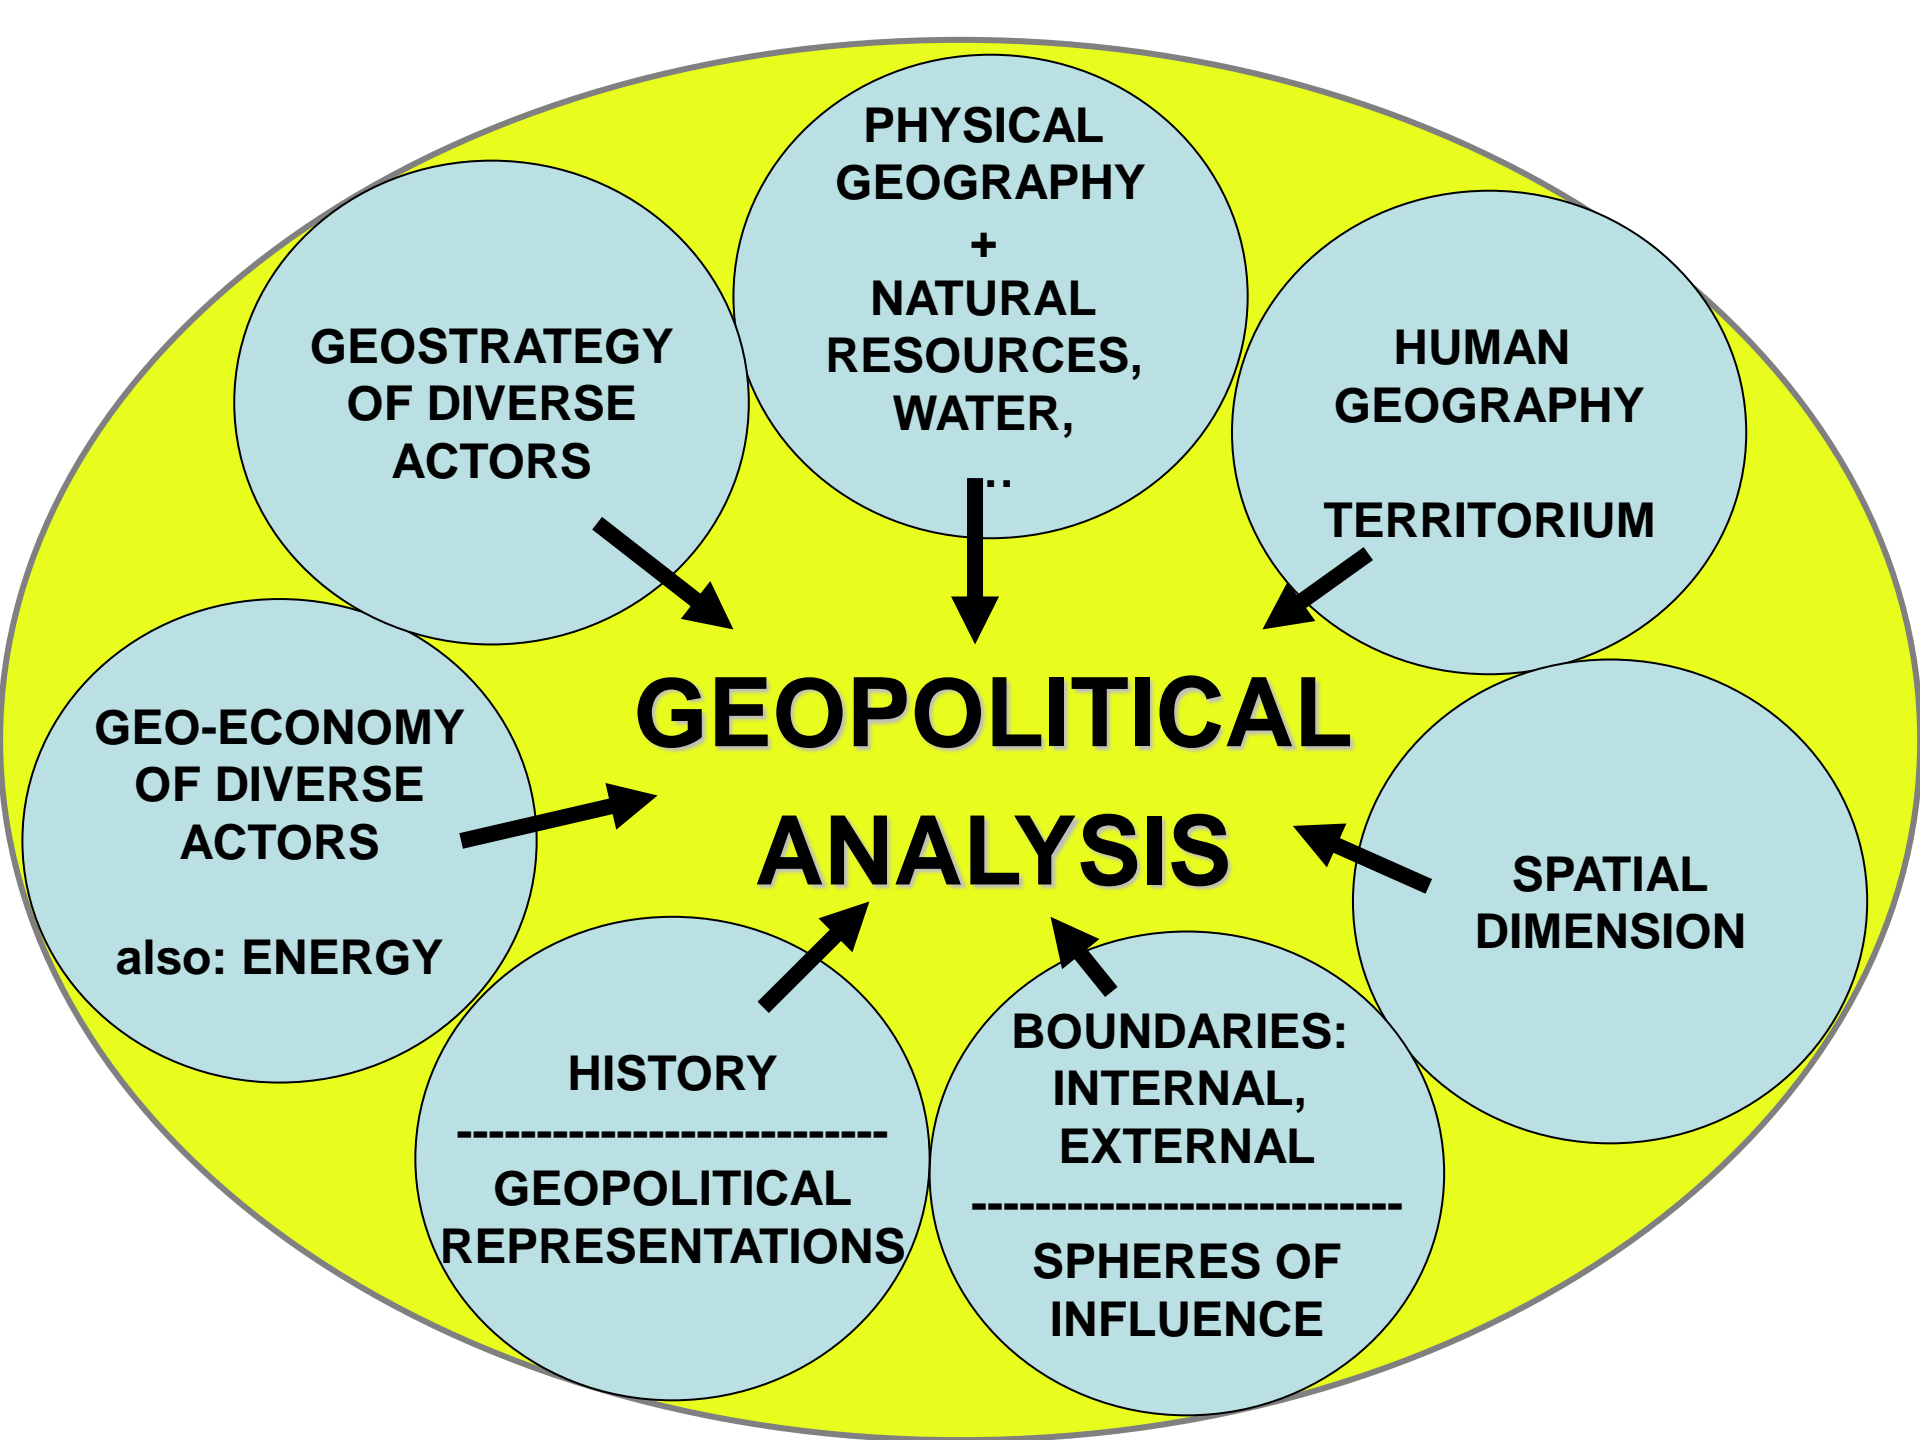 PHYSICAL
GEOGRAPHY
+
NATURAL
RESOURCES,
WATER,
..
GEOSTRATEGY
OF DIVERSE
ACTORS
HUMAN
GEOGRAPHY
TERRITORIUM
GEOPOLITICAL
ANALYSIS
GEO-ECONOMY
OF DIVERSE
ACTORS
also: ENERGY
SPATIAL
DIMENSION
HISTORY
---------------------------
GEOPOLITICAL
REPRESENTATIONS
BOUNDARIES:
INTERNAL,
EXTERNAL
---------------------------
SPHERES OF
INFLUENCE